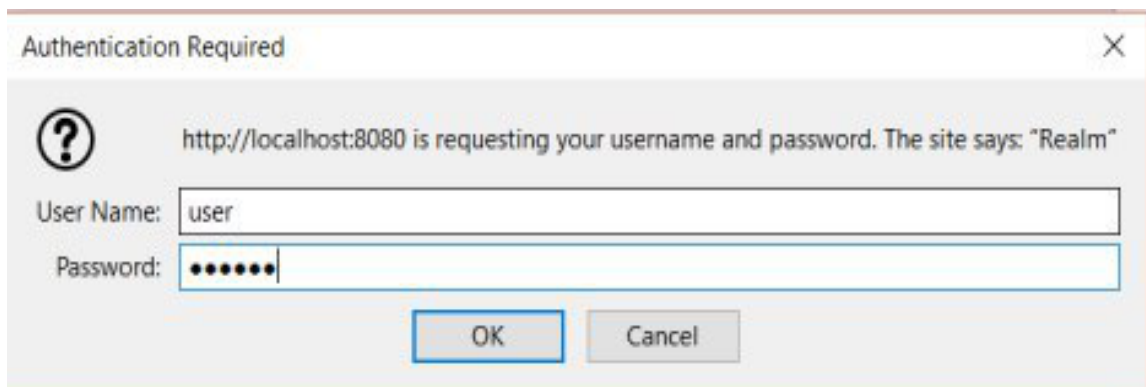 Authentication Required
http://localhost:8080 is requesting your username and password. The site says: “Realm”
User Name: user
Password: ••••••
OK Cancel